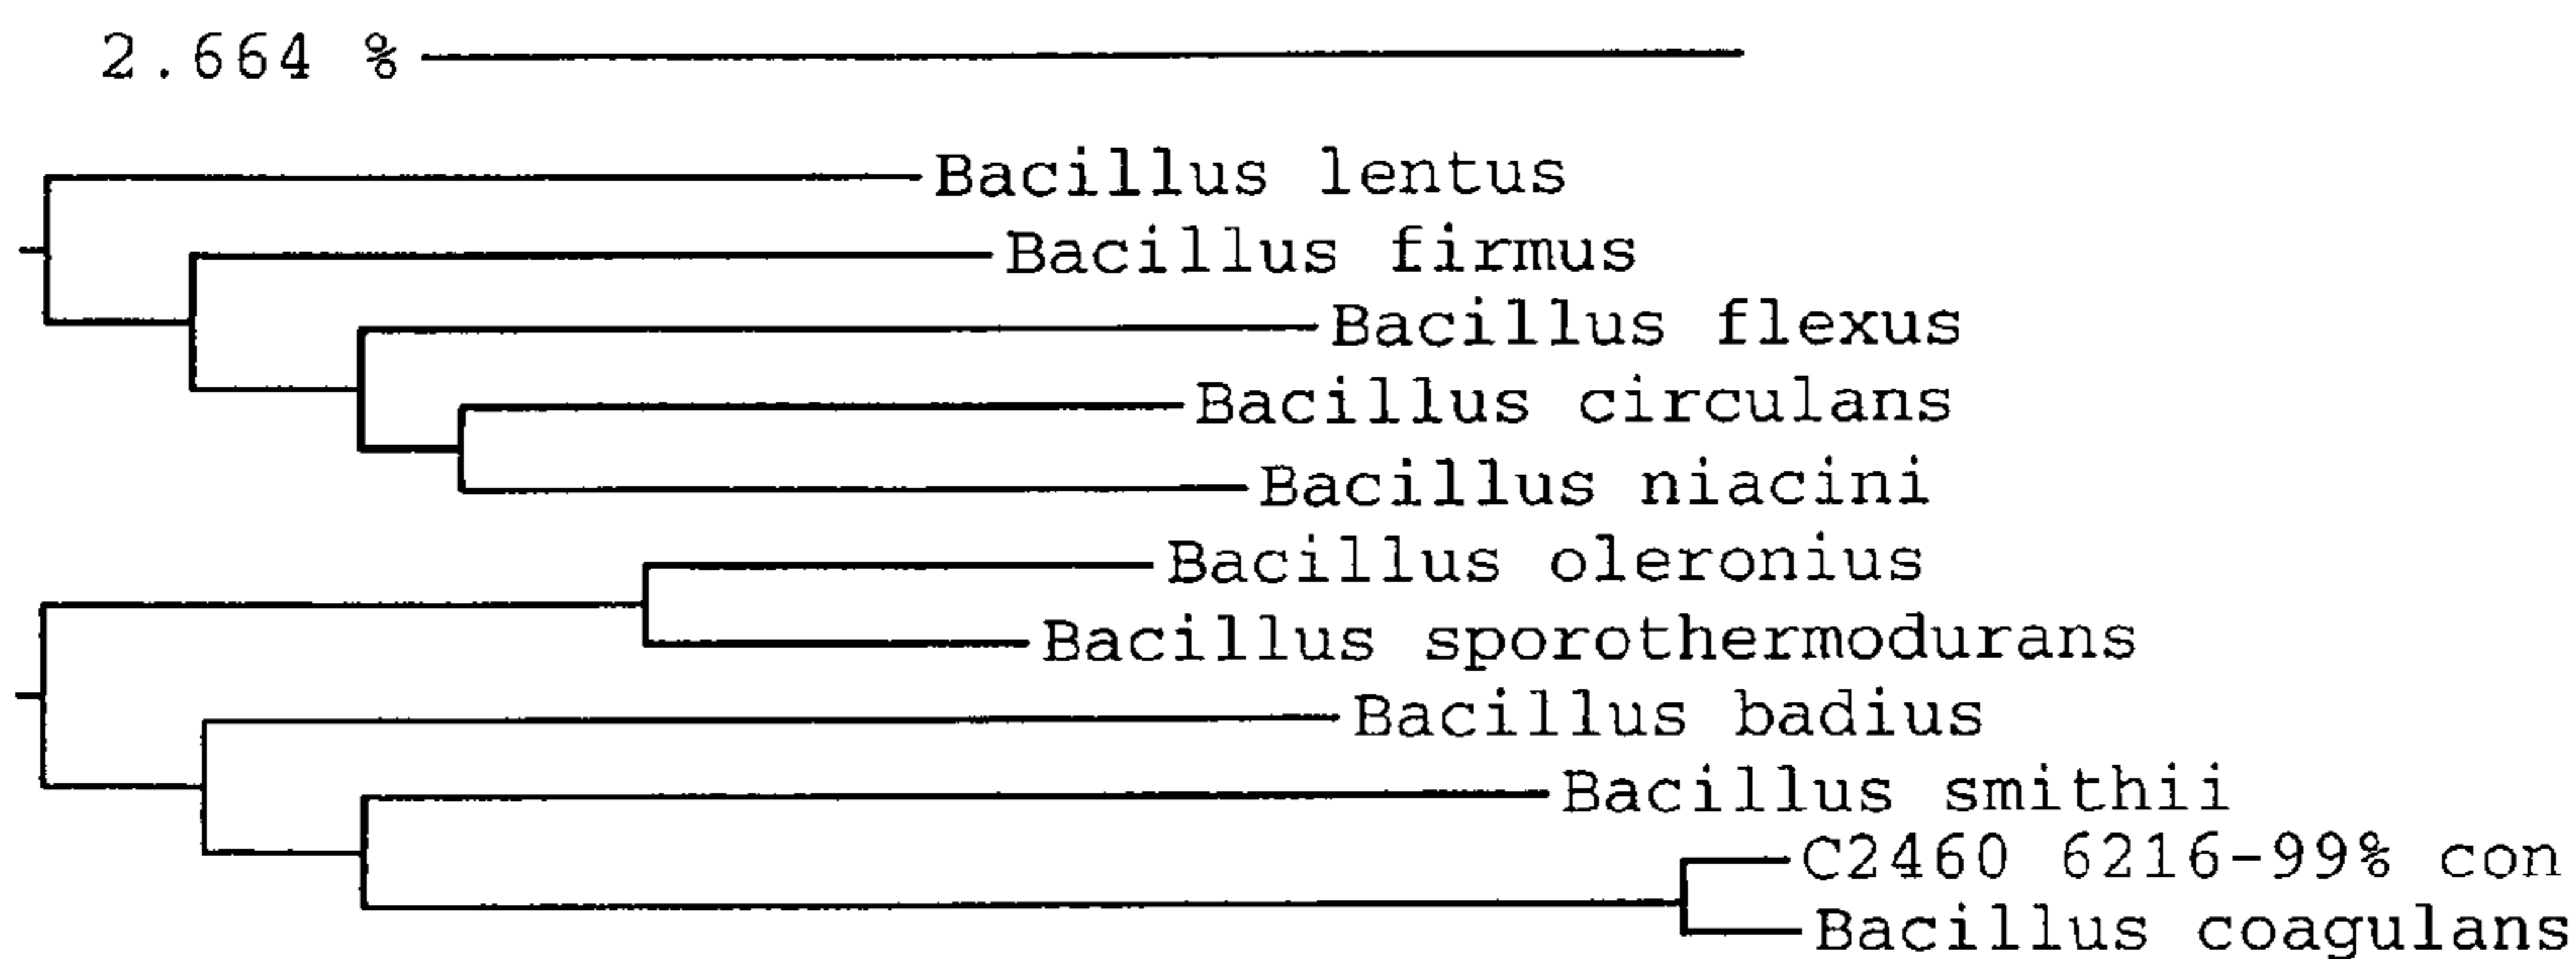 2.664 %
Bacillus lentus
Bacillus firmus
Bacillus flexus
Bacillus circulans
Bacillus niacini
Bacillus oleronius
Bacillus sporothermodurans
Bacillus badius
Bacillus smithii
C2460 6216-99% con
Bacillus coagulans